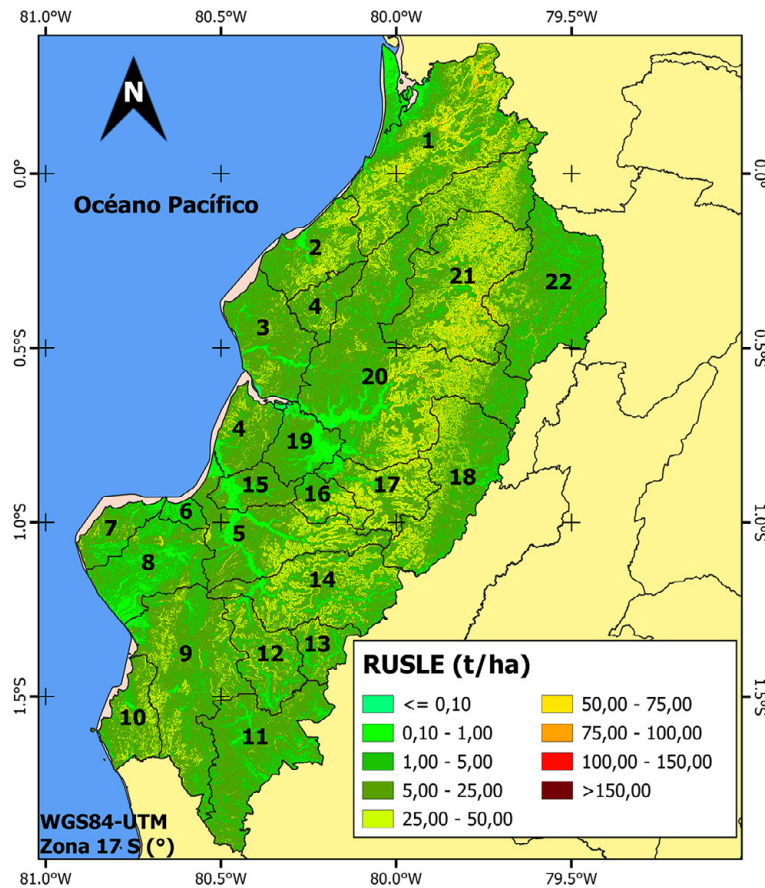 81.0°W 80.5°W 80.0°W 79.5°W
N
1
0.0° 0.0°
Océano Pacífico
2
21
22
4
3
0.5°S 0.5°S
20
4
19
15
16
17
18
6
7
1.0°S 1.0°S
5
8
14
9
12
13
RUSLE (t/ha)
<= 0,10
0,10 - 1,00
1,00 - 5,00
5,00 - 25,00
25,00 - 50,00
50,00 - 75,00
75,00 - 100,00
100,00 - 150,00
>150,00
1.5°S 1.5°S
10
11
WGS84-UTM
Zona 17 S (°)
81.0°W 80.5°W 80.0°W 79.5°W